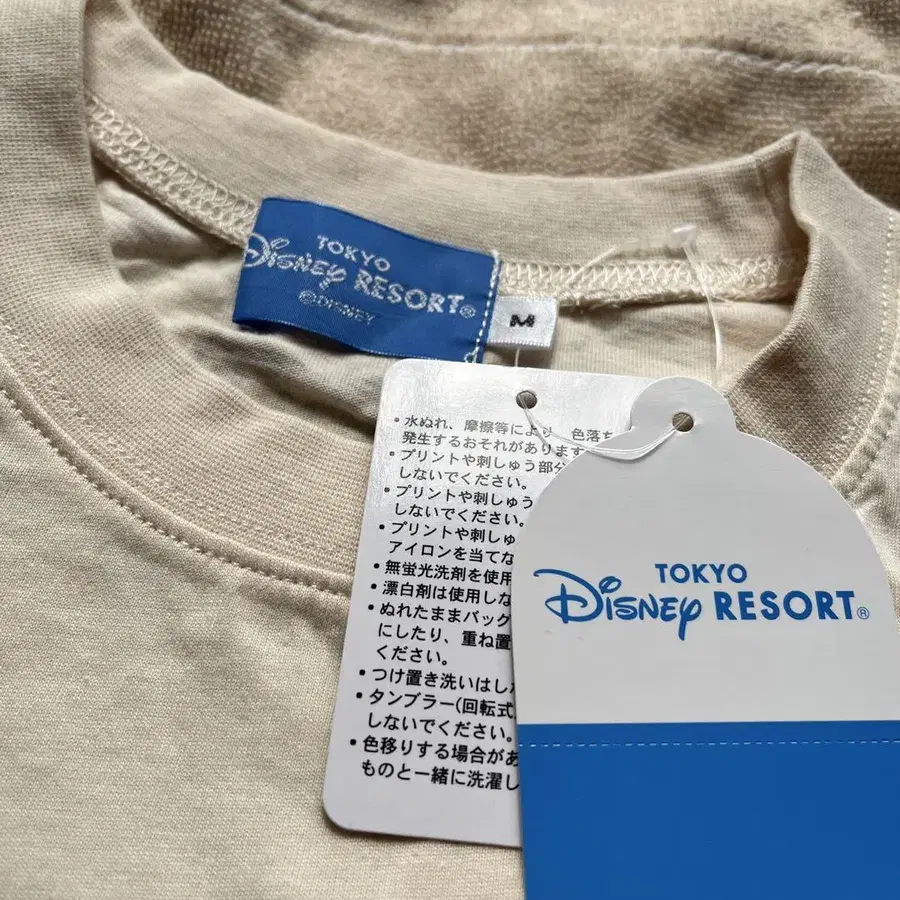 TOKYO
Disney RESORT®
©DISNEY
M
• 水ぬれ、摩擦等により、色落ち
発生するおそれがあります
• プリントや刺しゅう部分
しないでください。
• プリントや刺しゅう
しないでください。
• プリントや刺しゅ
アイロンを当てな
• 無蛍光洗剤を使用
• 漂白剤は使用しな
• ぬれたままバック
にしたり、重ね置
ください。
• つけ置き洗いはし
• タンブラー(回転式
しないでください。
• 色移りする場合があ
ものと一緒に洗濯し
TOKYO
Disney RESORT®